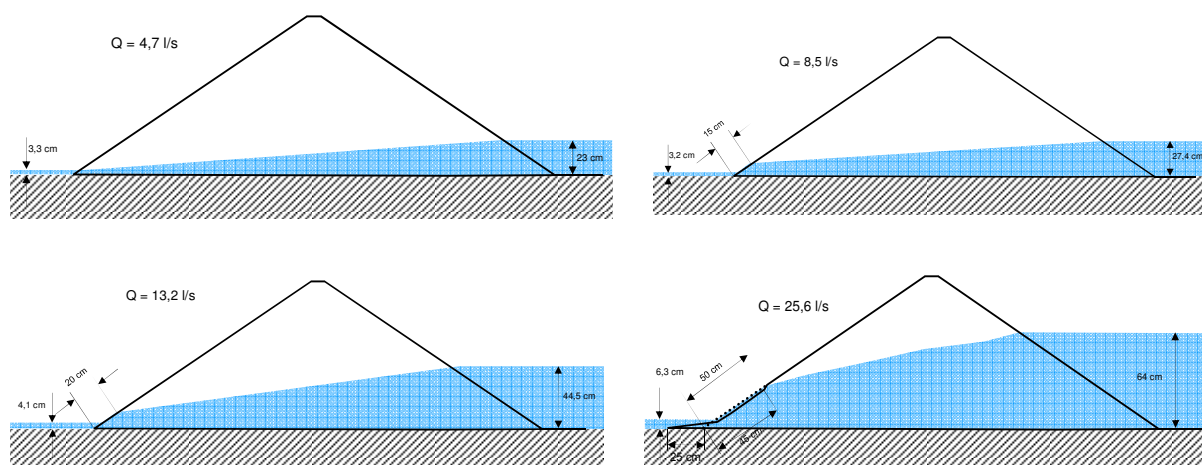 Q = 4,7 l/s
3,3 cm
23 cm
Q = 8,5 l/s
15 cm
3,2 cm
27,4 cm
Q = 13,2 l/s
20 cm
4,1 cm
44,5 cm
Q = 25,6 l/s
50 cm
6,3 cm
64 cm
45 cm
25 cm